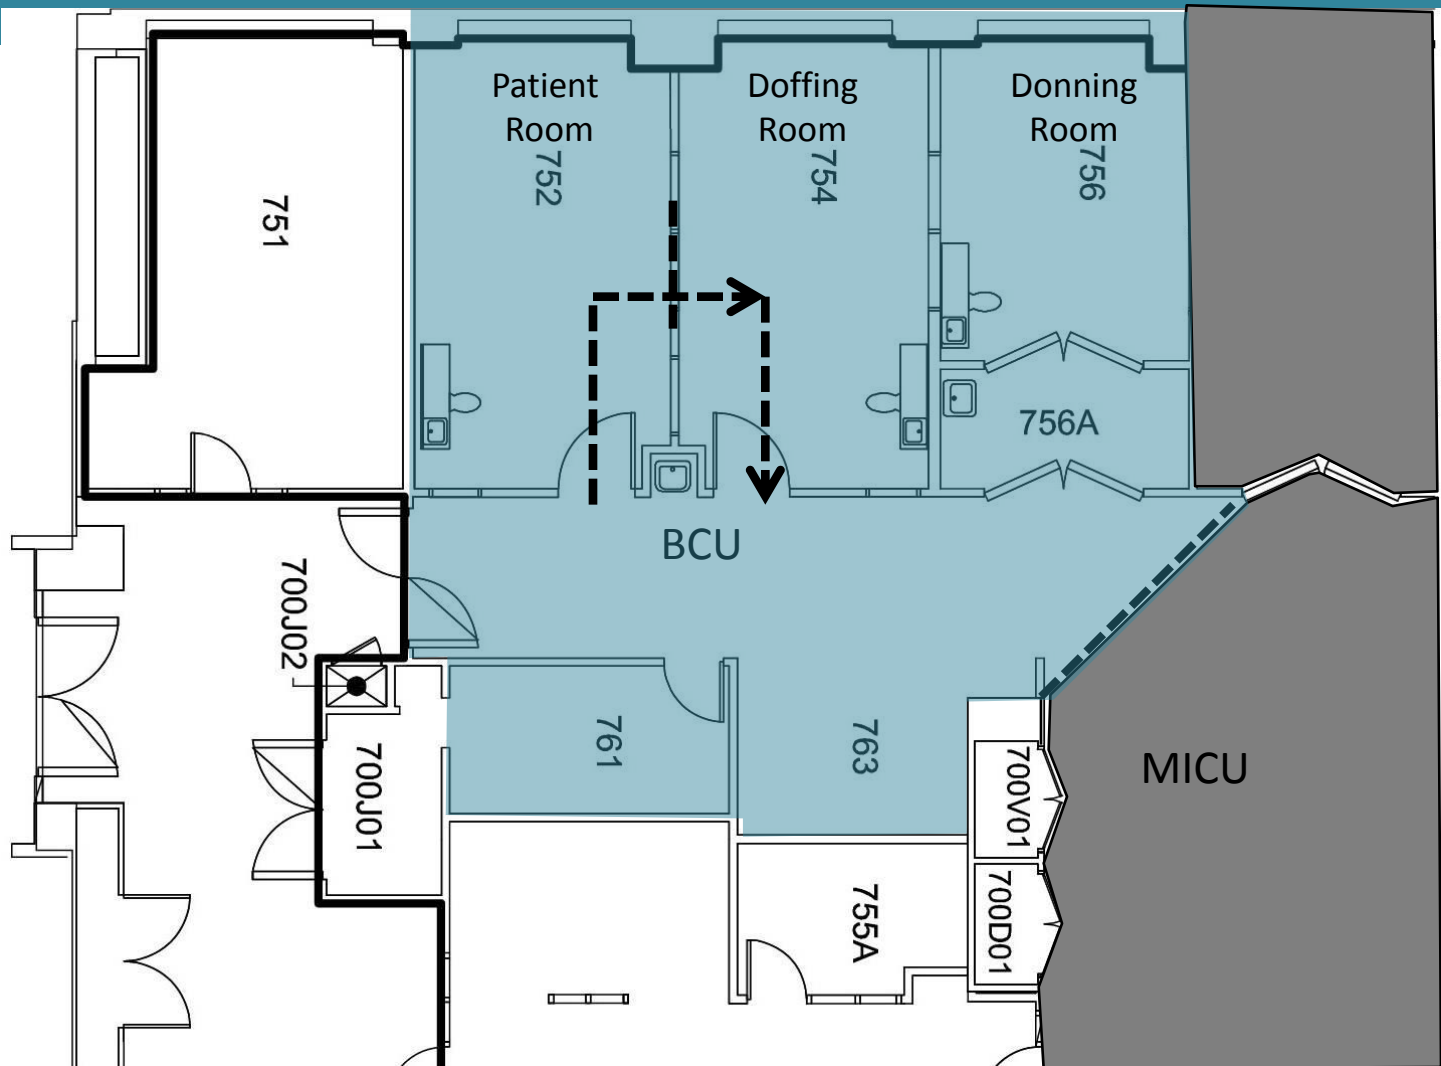 Patient
Room
752
Doffing
Room
754
Donning
Room
756
751
756A
BCU
700J02
761
763
700J01
MICU
700V01
755A
700D01